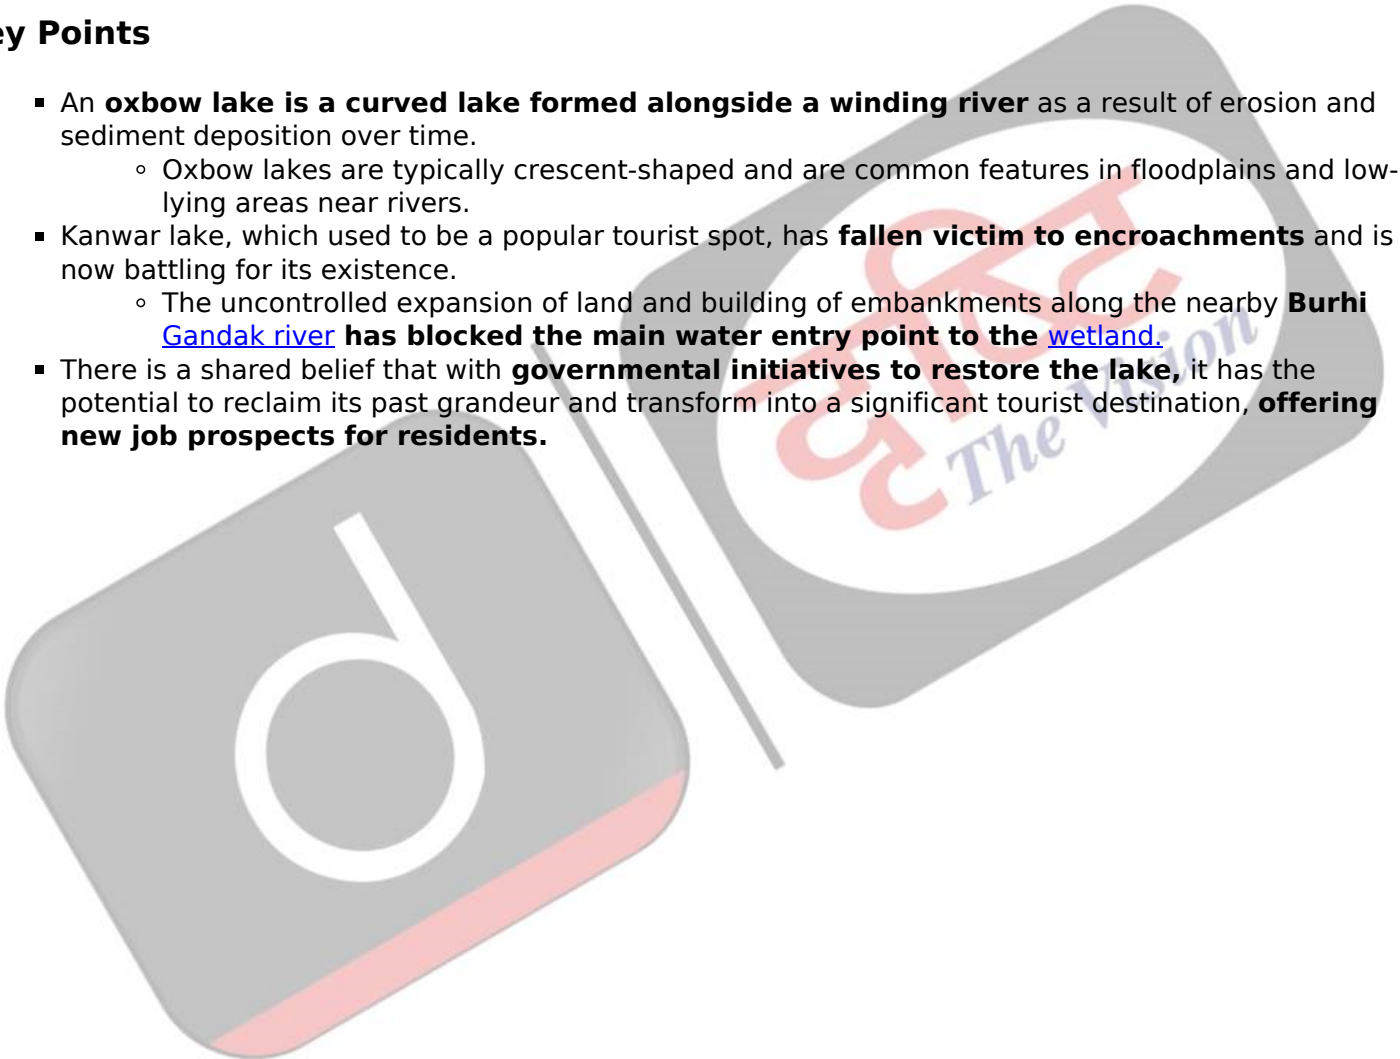 ey Points
▪ An oxbow lake is a curved lake formed alongside a winding river as a result of erosion and
sediment deposition over time.
◦ Oxbow lakes are typically crescent-shaped and are common features in floodplains and low-
lying areas near rivers.
▪ Kanwar lake, which used to be a popular tourist spot, has fallen victim to encroachments and is
now battling for its existence.
◦ The uncontrolled expansion of land and building of embankments along the nearby Burhi
Gandak river has blocked the main water entry point to the wetland.
▪ There is a shared belief that with governmental initiatives to restore the lake, it has the
potential to reclaim its past grandeur and transform into a significant tourist destination, offering
new job prospects for residents.
दृष्टि
The Vision
d